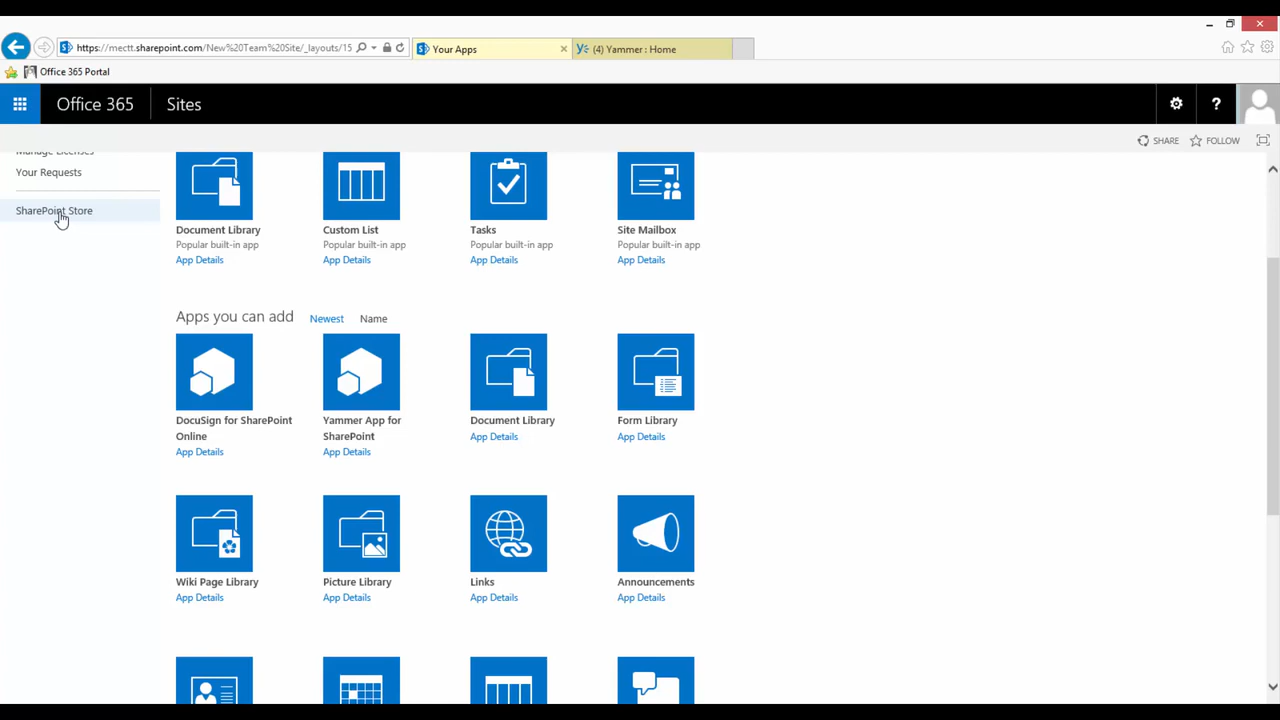 https://mectt.sharepoint.com/New%20Team%20Site/_layouts/15
Your Apps
(4) Yammer : Home
Office 365 Portal
Office 365
Sites
?
SHARE
FOLLOW
Manage Licenses
Your Requests
SharePoint Store
Document Library
Popular built-in app
App Details
Custom List
Popular built-in app
App Details
Tasks
Popular built-in app
App Details
Site Mailbox
Popular built-in app
App Details
Apps you can add
Newest
Name
DocuSign for SharePoint
Online
App Details
Yammer App for
SharePoint
App Details
Document Library
App Details
Form Library
App Details
Wiki Page Library
App Details
Picture Library
App Details
Links
App Details
Announcements
App Details